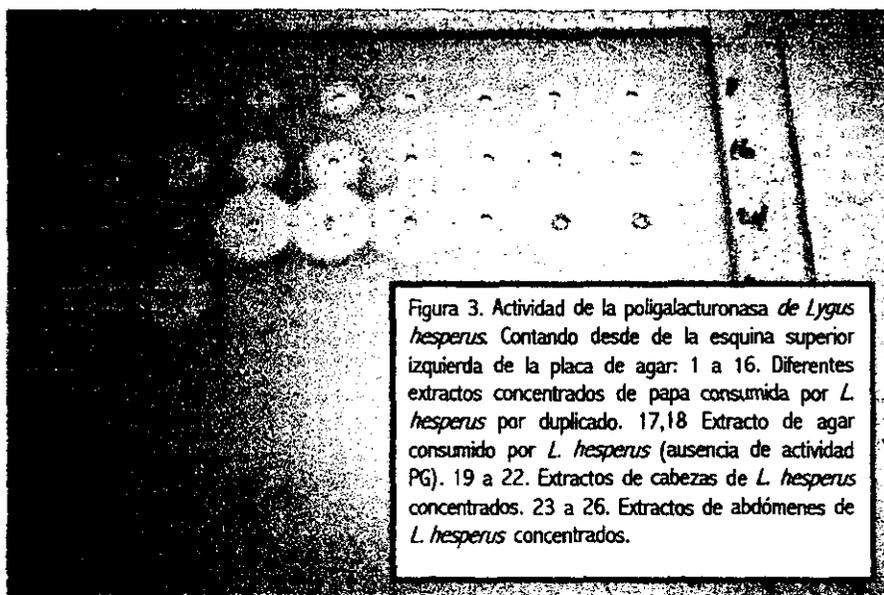 Figura 3. Actividad de la poligalacturonasa de Lygus
hesperus. Contando desde de la esquina superior
izquierda de la placa de agar: 1 a 16. Diferentes
extractos concentrados de papa consumida por L.
hesperus por duplicado. 17,18 Extracto de agar
consumido por L. hesperus (ausencia de actividad
PG). 19 a 22. Extractos de cabezas de L. hesperus
concentrados. 23 a 26. Extractos de abdómenes de
L. hesperus concentrados.